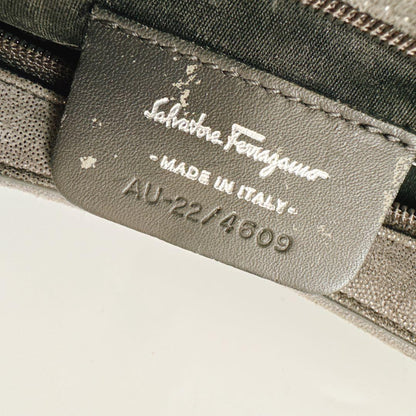 Salvatore Ferragamo
-MADE IN ITALY-
AU-22/4609